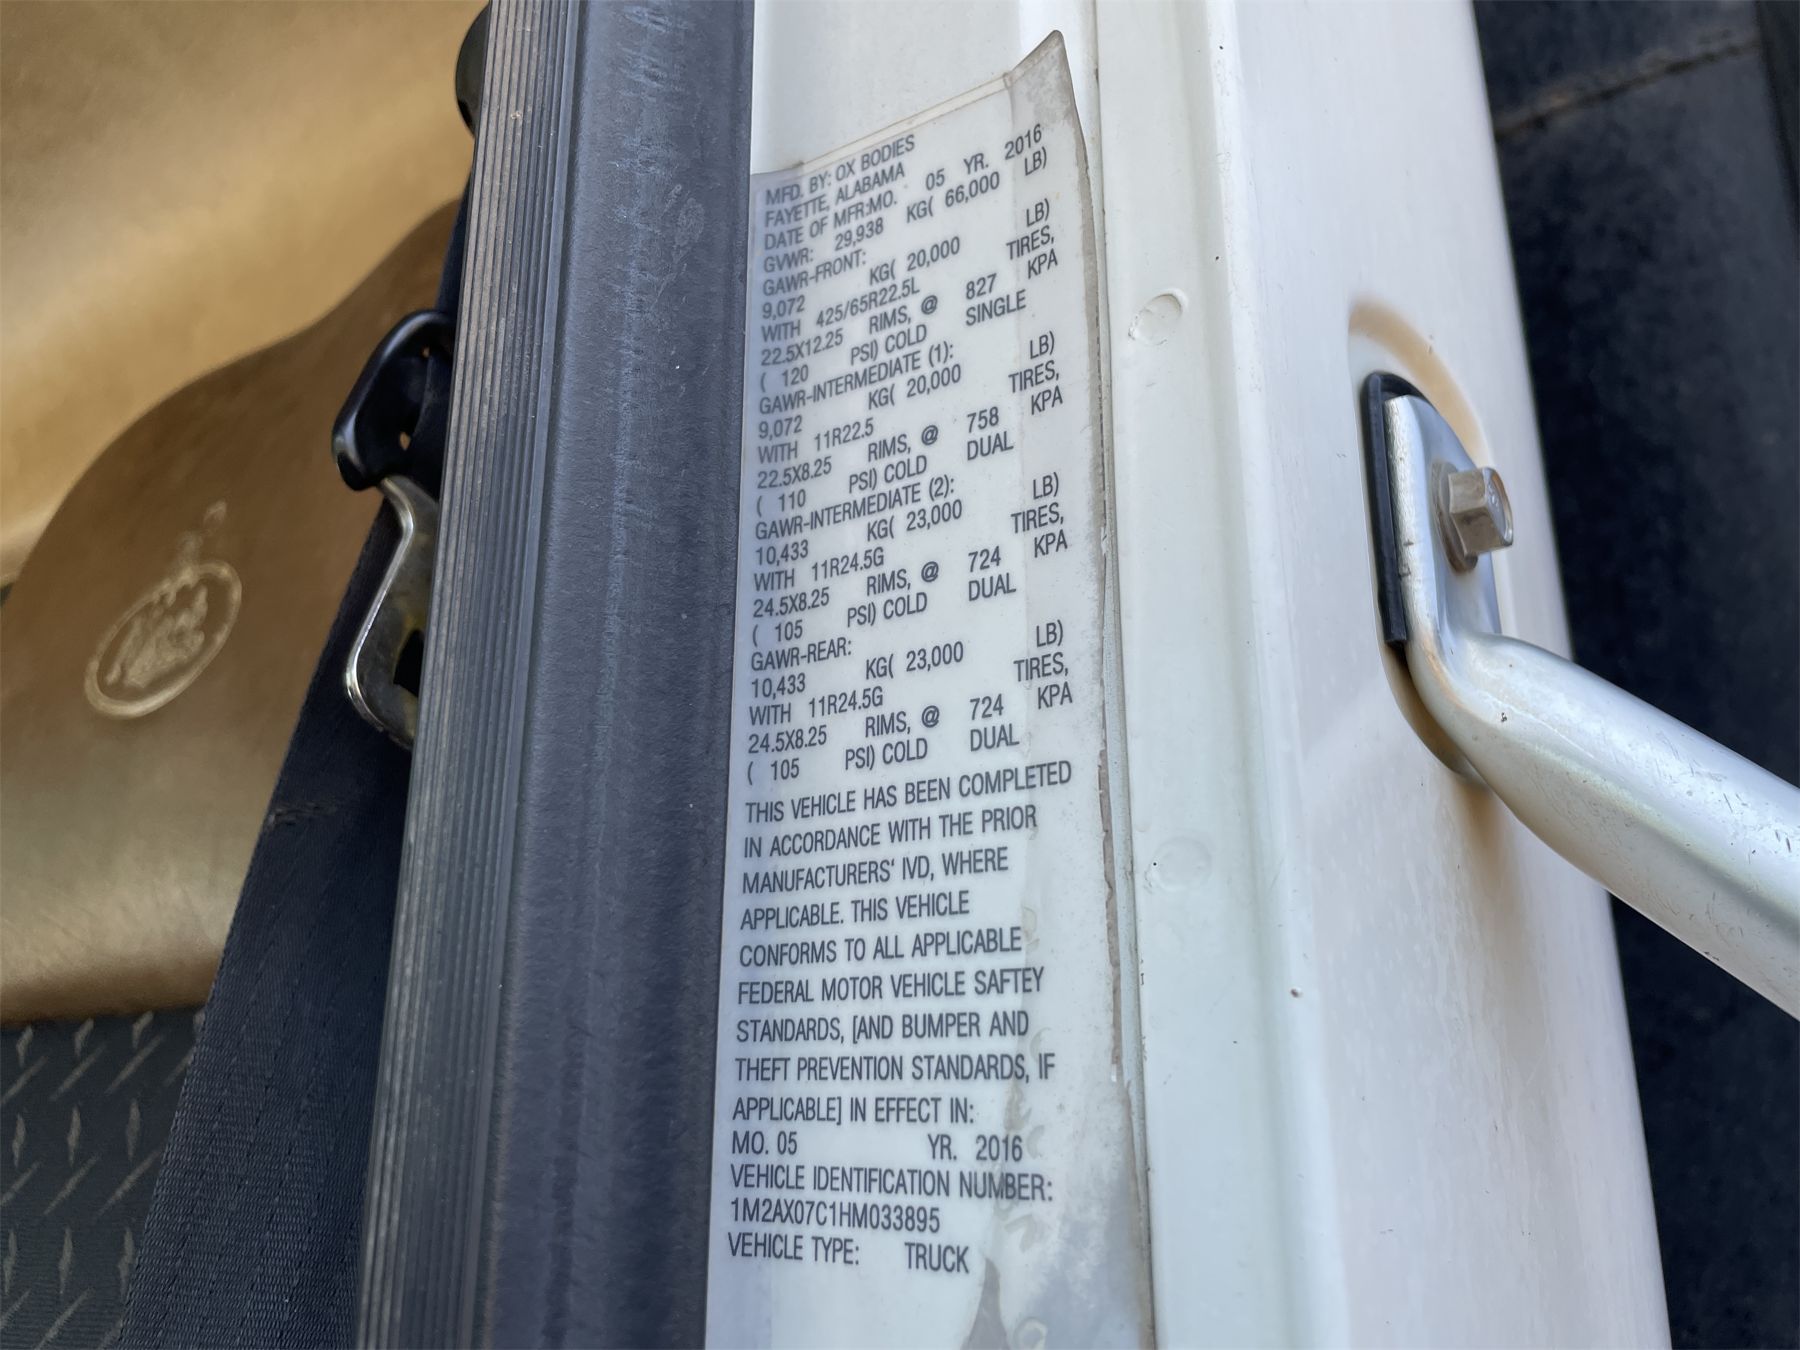 MFD. BY: OX BODIES
FAYETTE, ALABAMA
DATE OF MFR:MO. 05 YR. 2016
GVWR: 29,938 KG( 66,000 LB)
GAWR-FRONT:
9,072 KG( 20,000 LB)
WITH 425/65R22.5L TIRES,
22.5X12.25 RIMS, @ 827 KPA
( 120 PSI) COLD SINGLE
GAWR-INTERMEDIATE (1):
9,072 KG( 20,000 LB)
WITH 11R22.5 TIRES,
22.5X8.25 RIMS, @ 758 KPA
( 110 PSI) COLD DUAL
GAWR-INTERMEDIATE (2):
10,433 KG( 23,000 LB)
WITH 11R24.5G TIRES,
24.5X8.25 RIMS, @ 724 KPA
( 105 PSI) COLD DUAL
GAWR-REAR:
10,433 KG( 23,000 LB)
WITH 11R24.5G TIRES,
24.5X8.25 RIMS, @ 724 KPA
( 105 PSI) COLD DUAL
THIS VEHICLE HAS BEEN COMPLETED
IN ACCORDANCE WITH THE PRIOR
MANUFACTURERS' IVD, WHERE
APPLICABLE. THIS VEHICLE
CONFORMS TO ALL APPLICABLE
FEDERAL MOTOR VEHICLE SAFTEY
STANDARDS, [AND BUMPER AND
THEFT PREVENTION STANDARDS, IF
APPLICABLE] IN EFFECT IN:
MO. 05 YR. 2016
VEHICLE IDENTIFICATION NUMBER:
1M2AX07C1HM033895
VEHICLE TYPE: TRUCK